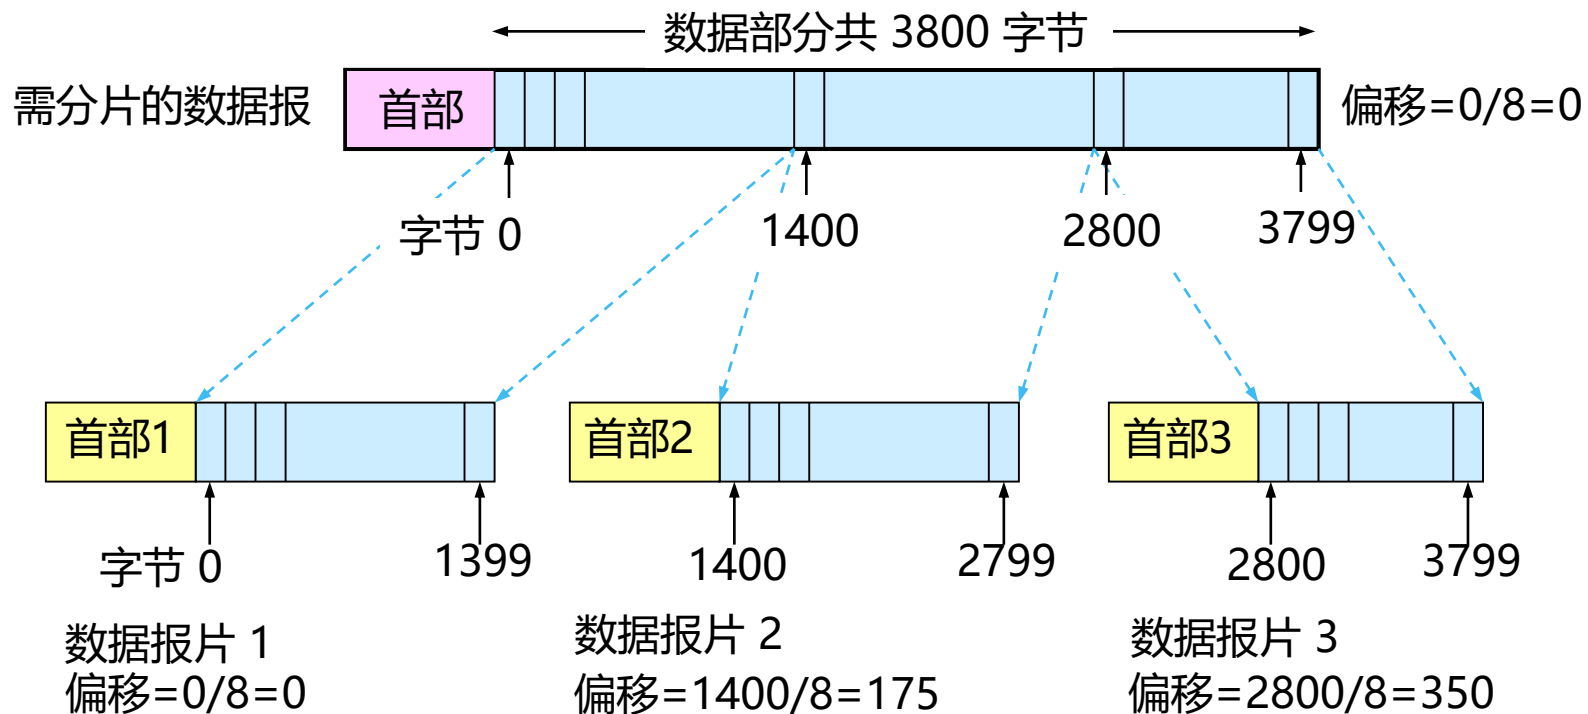 数据部分共 3800 字节
需分片的数据报
首部
偏移=0/8=0
字节 0
1400
2800
3799
首部1
首部2
首部3
字节 0
1399
1400
2799
2800
3799
数据报片 1
偏移=0/8=0
数据报片 2
偏移=1400/8=175
数据报片 3
偏移=2800/8=350